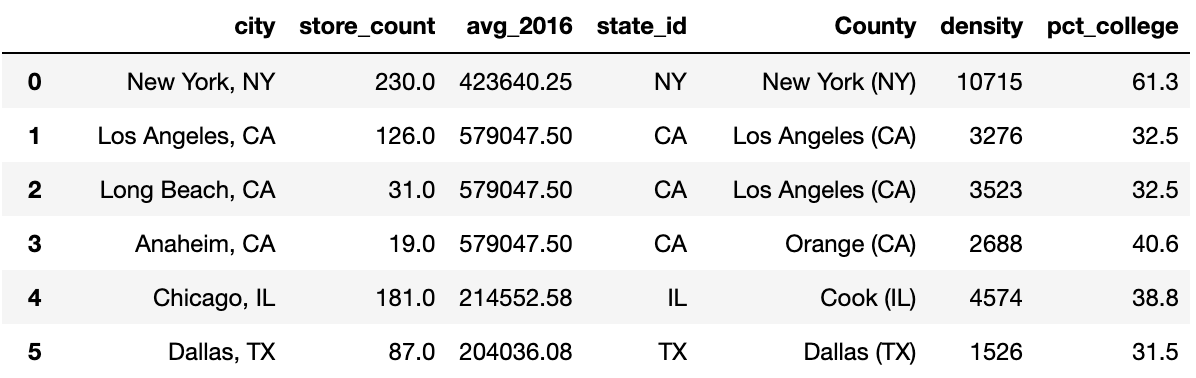 city store_count avg_2016 state_id County density pct_college
0 New York, NY 230.0 423640.25 NY New York (NY) 10715 61.3
1 Los Angeles, CA 126.0 579047.50 CA Los Angeles (CA) 3276 32.5
2 Long Beach, CA 31.0 579047.50 CA Los Angeles (CA) 3523 32.5
3 Anaheim, CA 19.0 579047.50 CA Orange (CA) 2688 40.6
4 Chicago, IL 181.0 214552.58 IL Cook (IL) 4574 38.8
5 Dallas, TX 87.0 204036.08 TX Dallas (TX) 1526 31.5